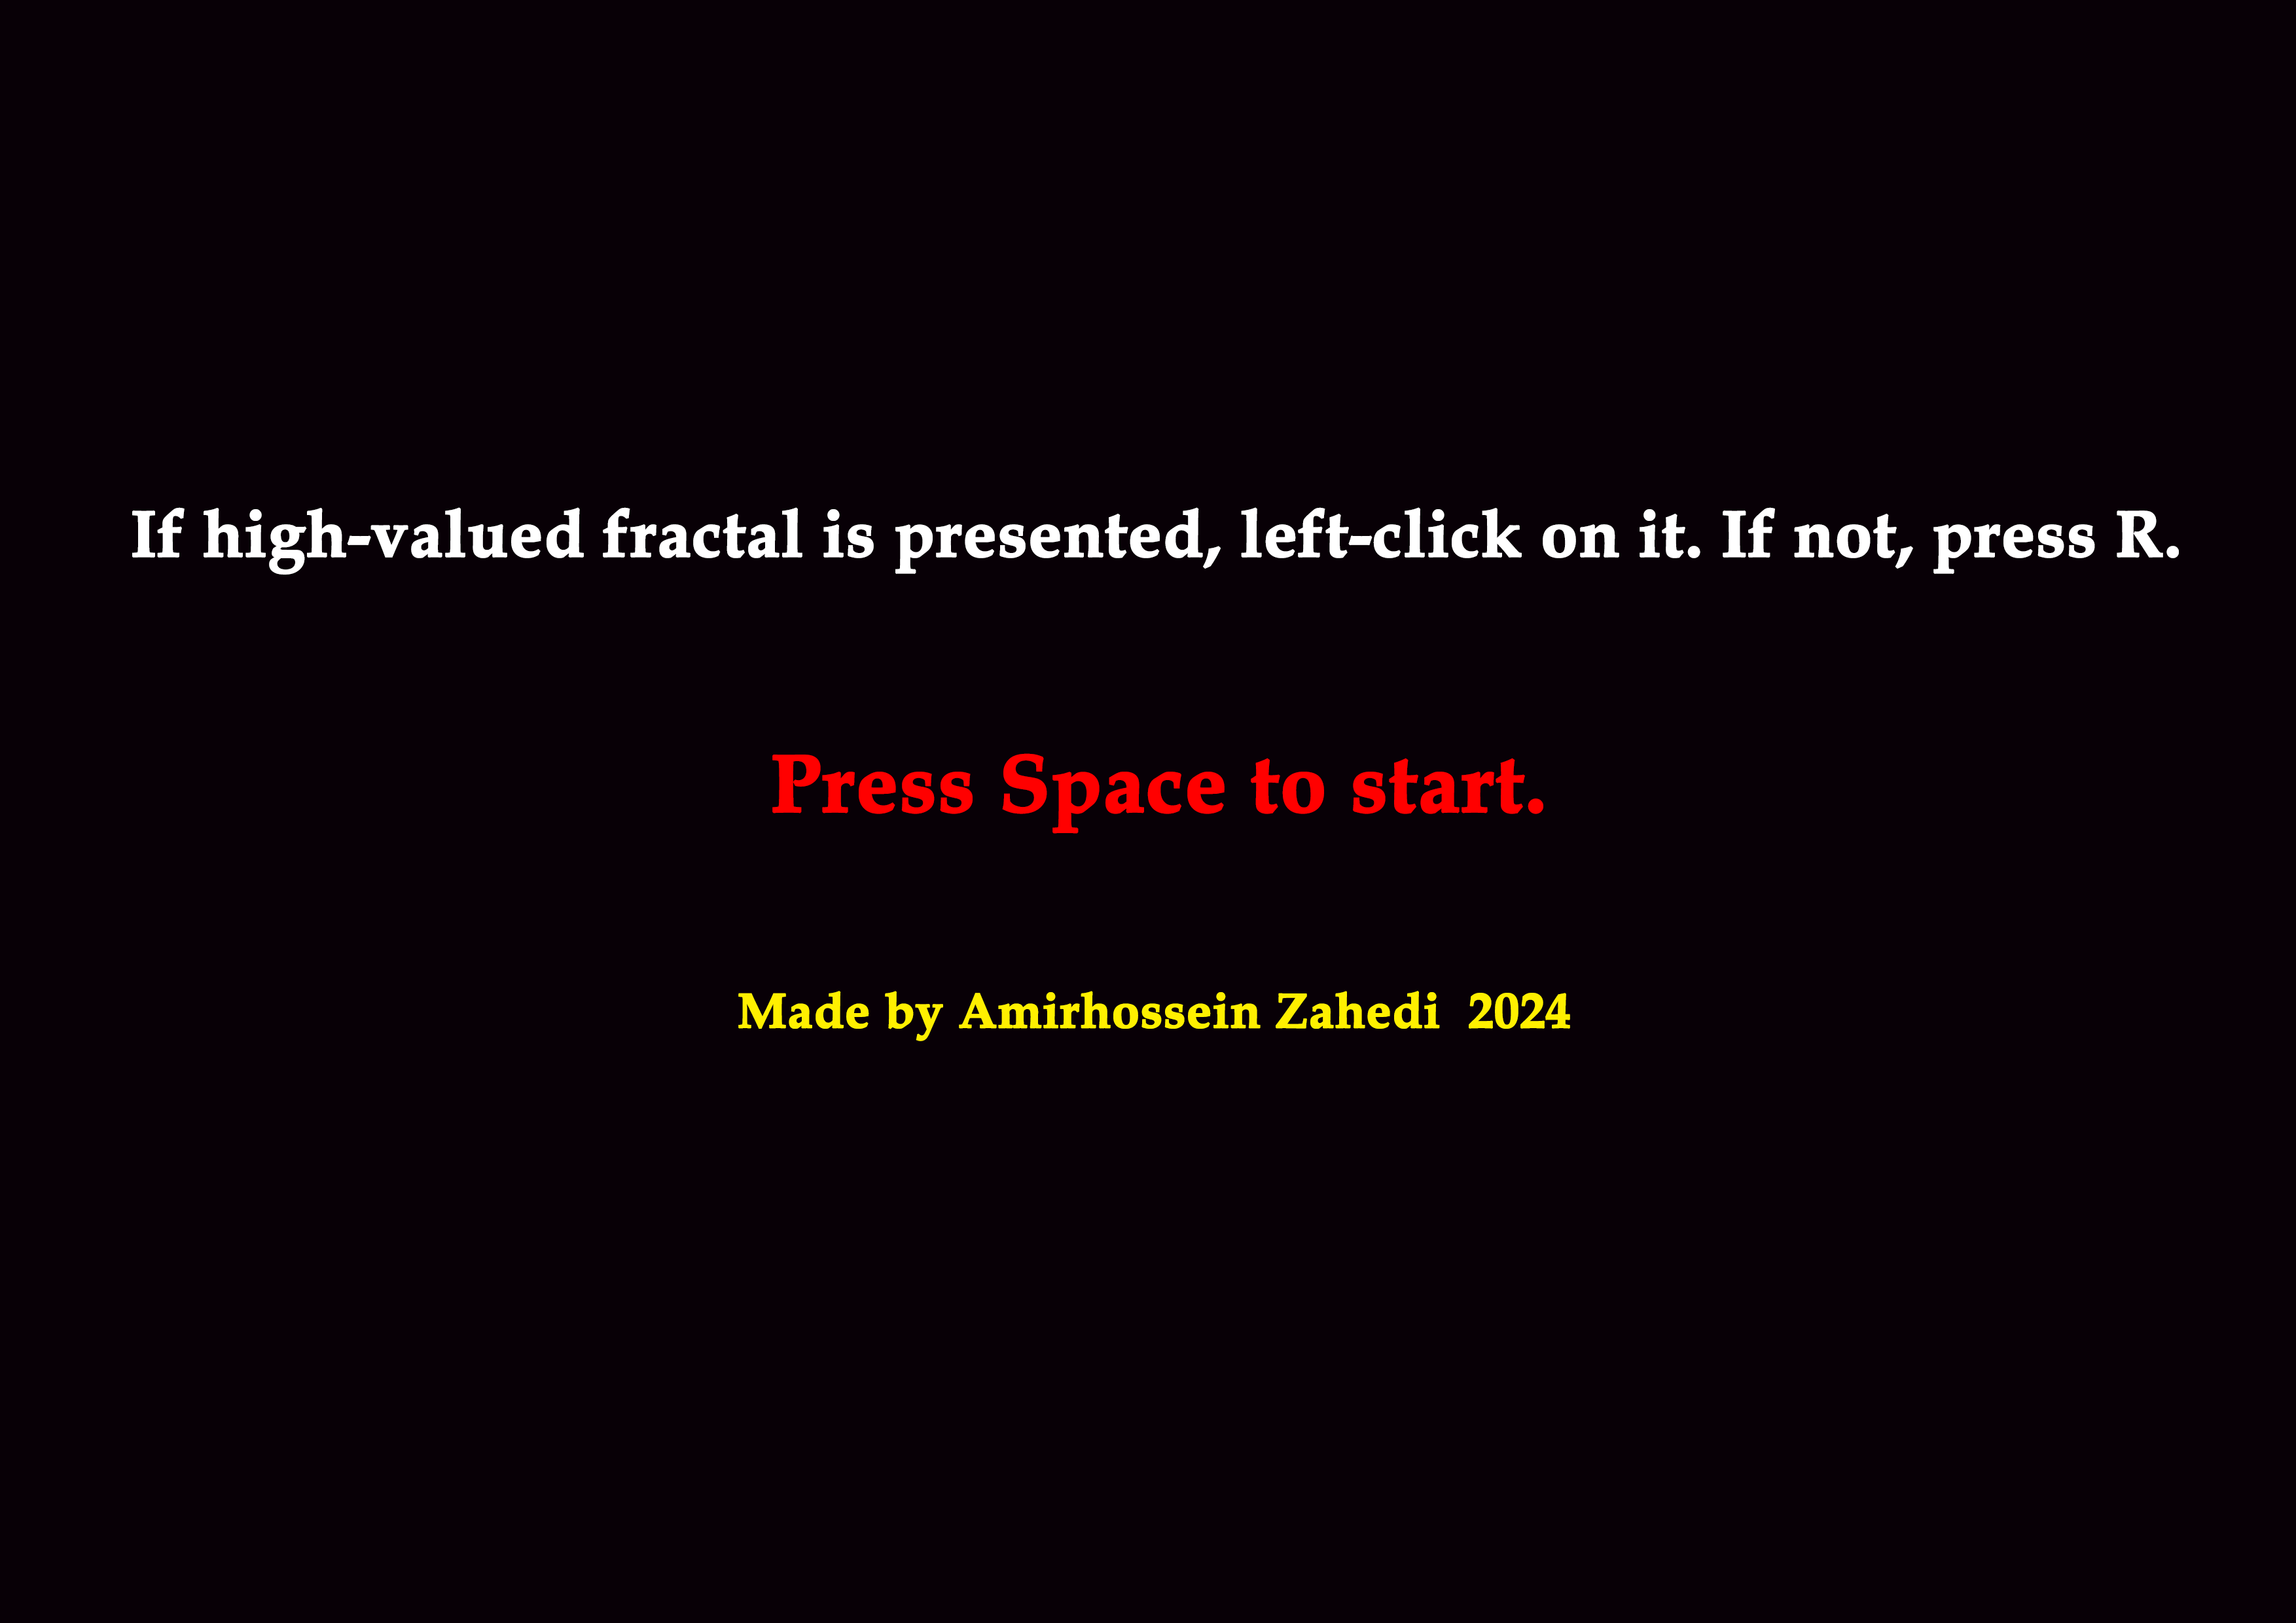 If high-valued fractal is presented, left-click on it. If not, press R.
Press Space to start.
Made by Amirhossein Zahedi  2024